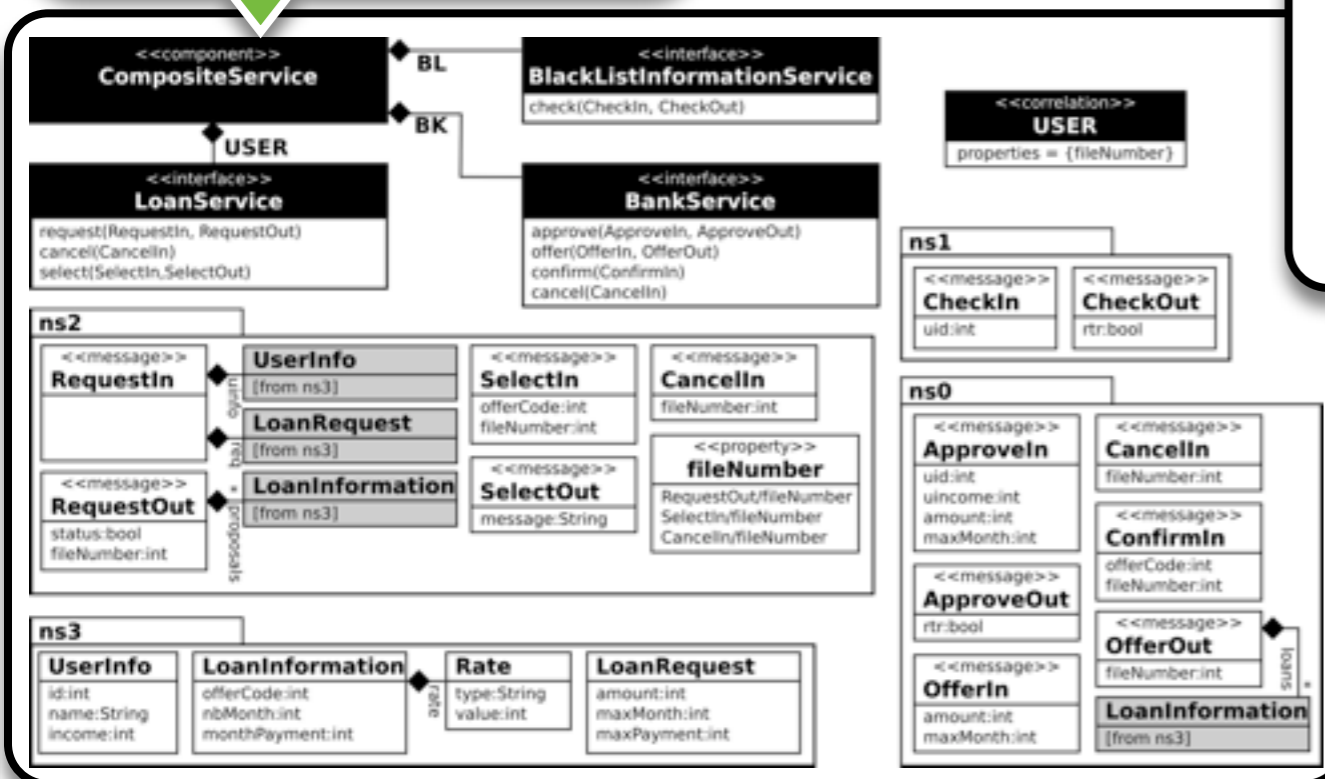 <<component>>
CompositeService
BL
BK
USER
<<interface>>
BlackListInformationService
check(CheckIn, CheckOut)
<<correlation>>
USER
properties = {fileNumber}
<<interface>>
LoanService
request(RequestIn, RequestOut)
cancel(CancelIn)
select(SelectIn,SelectOut)
<<interface>>
BankService
approve(ApproveIn, ApproveOut)
offer(OfferIn, OfferOut)
confirm(ConfirmIn)
cancel(CancelIn)
ns1
<<message>>
CheckIn
uid:int
<<message>>
CheckOut
rtr:bool
ns2
<<message>>
RequestIn
uinfo
UserInfo
[from ns3]
req
LoanRequest
[from ns3]
<<message>>
RequestOut
status:bool
fileNumber:int
* proposals
LoanInformation
[from ns3]
<<message>>
SelectIn
offerCode:int
fileNumber:int
<<message>>
SelectOut
message:String
<<message>>
CancelIn
fileNumber:int
<<property>>
fileNumber
RequestOut/fileNumber
SelectIn/fileNumber
CancelIn/fileNumber
ns0
<<message>>
ApproveIn
uid:int
uincome:int
amount:int
maxMonth:int
<<message>>
ApproveOut
rtr:bool
<<message>>
OfferIn
amount:int
maxMonth:int
<<message>>
CancelIn
fileNumber:int
<<message>>
ConfirmIn
offerCode:int
fileNumber:int
<<message>>
OfferOut
fileNumber:int
loans *
LoanInformation
[from ns3]
ns3
UserInfo
id:int
name:String
income:int
LoanInformation
offerCode:int
nbMonth:int
monthPayment:int
rate
Rate
type:String
value:int
LoanRequest
amount:int
maxMonth:int
maxPayment:int